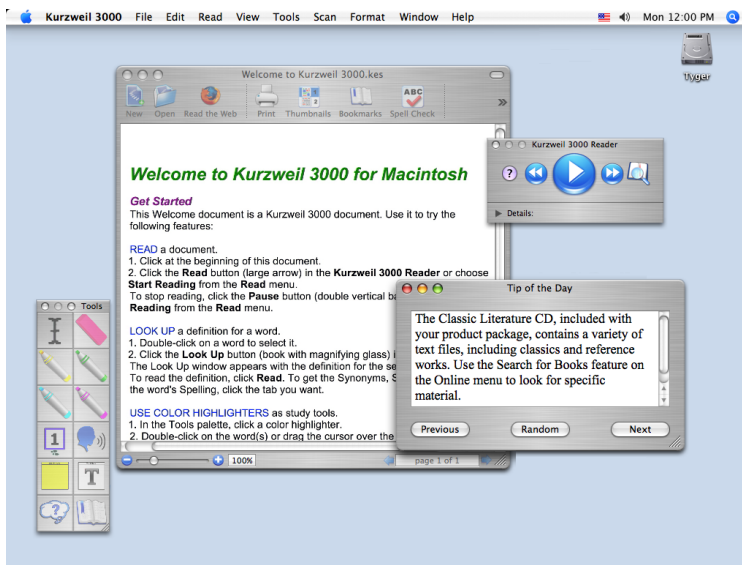 Kurzweil 3000 File Edit Read View Tools Scan Format Window Help Mon 12:00 PM
Tyger
Welcome to Kurzweil 3000.kes
ABC
New Open Read the Web Print Thumbnails Bookmarks Spell Check
Welcome to Kurzweil 3000 for Macintosh
Get Started
This Welcome document is a Kurzweil 3000 document. Use it to try the
following features:
READ a document.
1. Click at the beginning of this document.
2. Click the Read button (large arrow) in the Kurzweil 3000 Reader or choose
Start Reading from the Read menu.
To stop reading, click the Pause button (double vertical
Reading from the Read menu.
LOOK UP a definition for a word.
1. Double-click on a word to select it.
2. Click the Look Up button (book with magnifying glass)
The Look Up window appears with the definition for the
To read the definition, click Read. To get the Synonyms,
the word's Spelling, click the tab you want.
USE COLOR HIGHLIGHTERS as study tools.
1. In the Tools palette, click a color highlighter.
2. Double-click on the word(s) or drag the cursor over the
100%
page 1 of 1
Kurzweil 3000 Reader
?
Details:
Tip of the Day
The Classic Literature CD, included with
your product package, contains a variety of
text files, including classics and reference
works. Use the Search for Books feature on
the Online menu to look for specific
material.
Previous Random Next
Tools
1
T
?